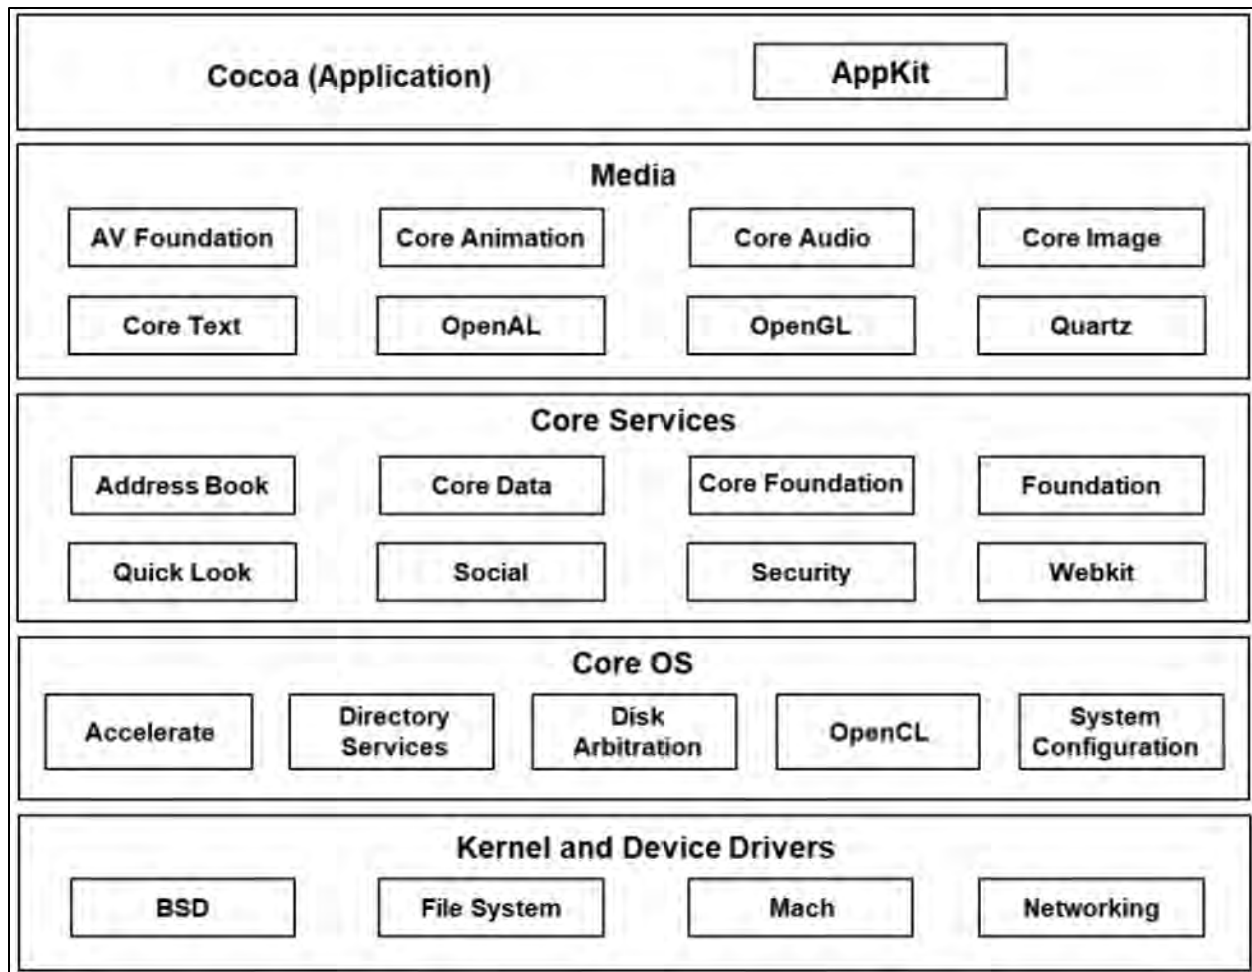 Cocoa (Application)
AppKit
Media
AV Foundation
Core Animation
Core Audio
Core Image
Core Text
OpenAL
OpenGL
Quartz
Core Services
Address Book
Core Data
Core Foundation
Foundation
Quick Look
Social
Security
Webkit
Core OS
Accelerate
Directory
Services
Disk
Arbitration
OpenCL
System
Configuration
Kernel and Device Drivers
BSD
File System
Mach
Networking